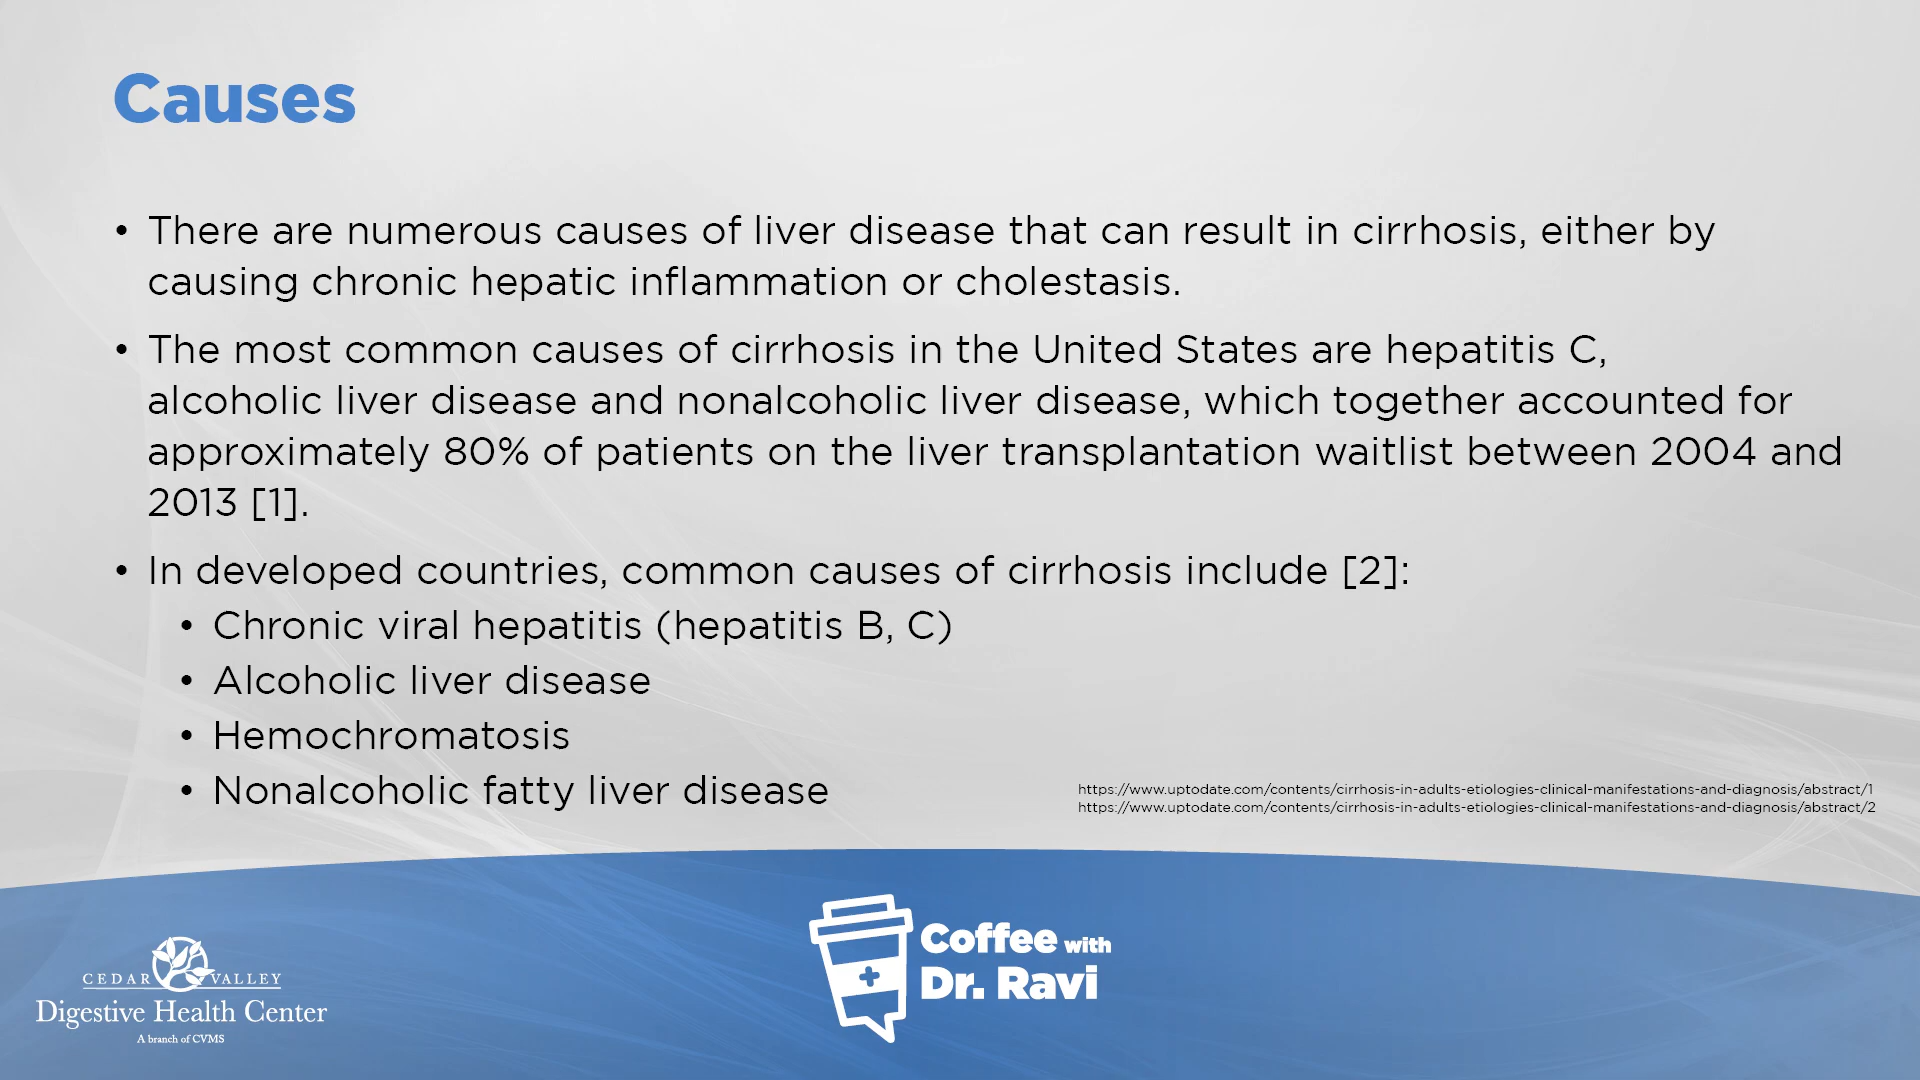 Causes
• There are numerous causes of liver disease that can result in cirrhosis, either by
causing chronic hepatic inflammation or cholestasis.
• The most common causes of cirrhosis in the United States are hepatitis C,
alcoholic liver disease and nonalcoholic liver disease, which together accounted for
approximately 80% of patients on the liver transplantation waitlist between 2004 and
2013 [1].
• In developed countries, common causes of cirrhosis include [2]:
• Chronic viral hepatitis (hepatitis B, C)
• Alcoholic liver disease
• Hemochromatosis
• Nonalcoholic fatty liver disease
https://www.uptodate.com/contents/cirrhosis-in-adults-etiologies-clinical-manifestations-and-diagnosis/abstract/1
https://www.uptodate.com/contents/cirrhosis-in-adults-etiologies-clinical-manifestations-and-diagnosis/abstract/2
CEDAR VALLEY
Digestive Health Center
A branch of CVMS
Coffee with
Dr. Ravi